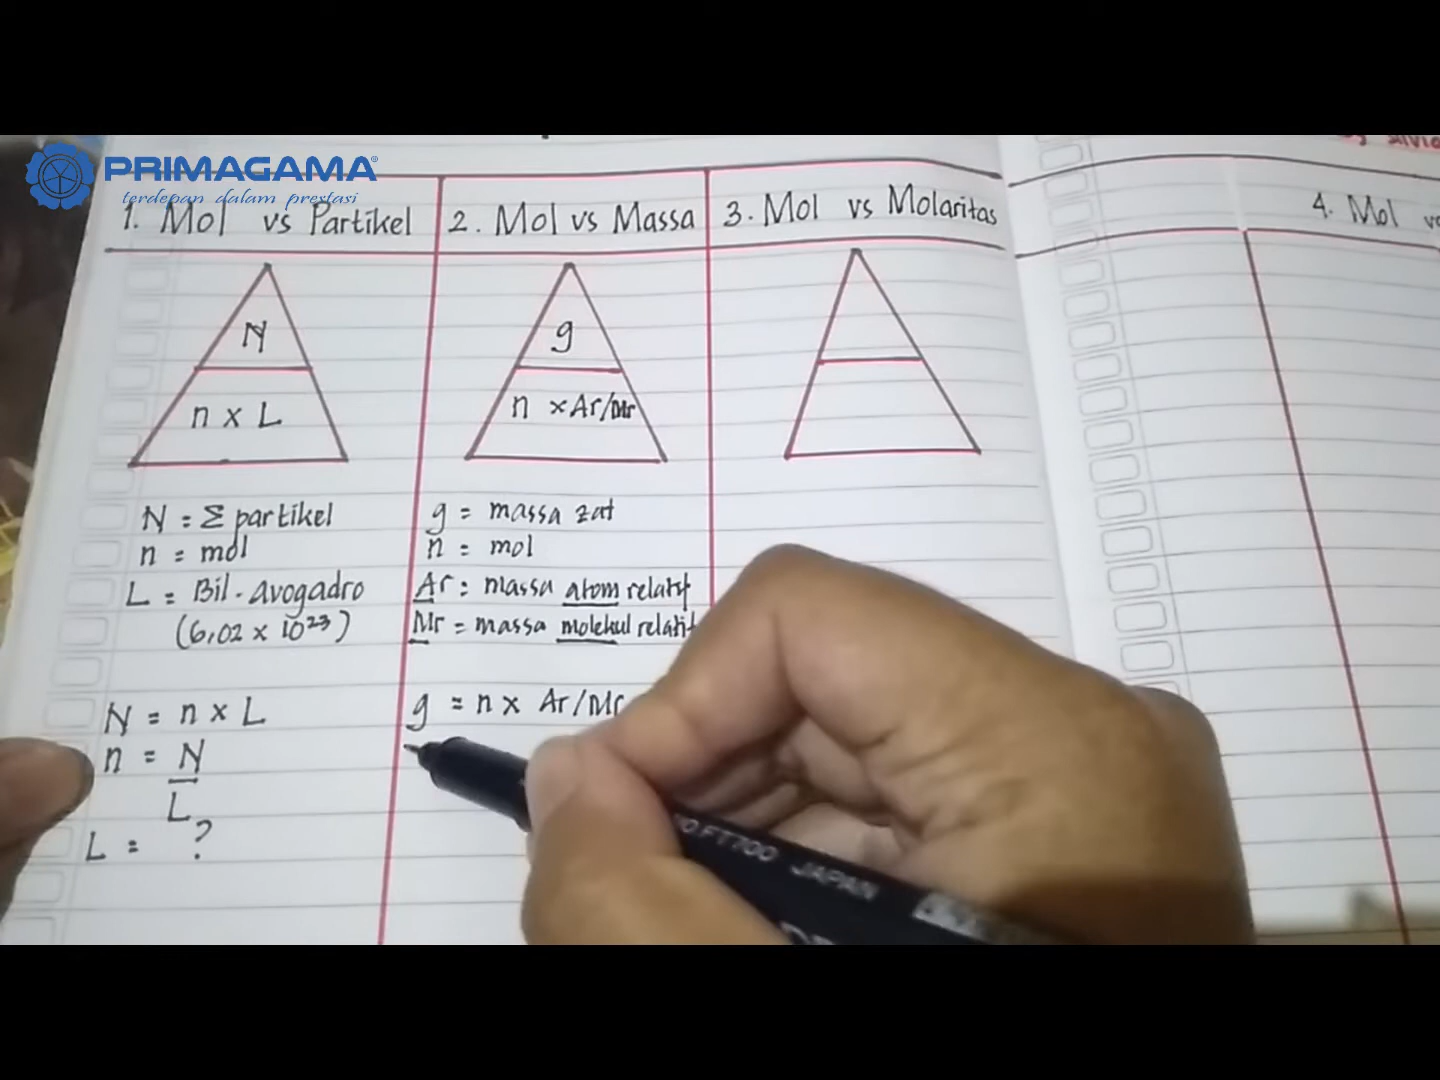 PRIMAGAMA®
terdepan dalam prestasi
1. Mol vs Partikel
N
n x L
N = Σ partikel
n = mol
L = Bil. Avogadro
(6,02 x 10²³)
N = n x L
n = N
L
L = ?
2. Mol vs Massa
g
n x Ar/Mr
g = massa zat
n = mol
Ar = massa atom relatif
Mr = massa molekul relatif
g = n x Ar/Mr
3. Mol vs Molaritas
4. Mol
FT700 JAPAN